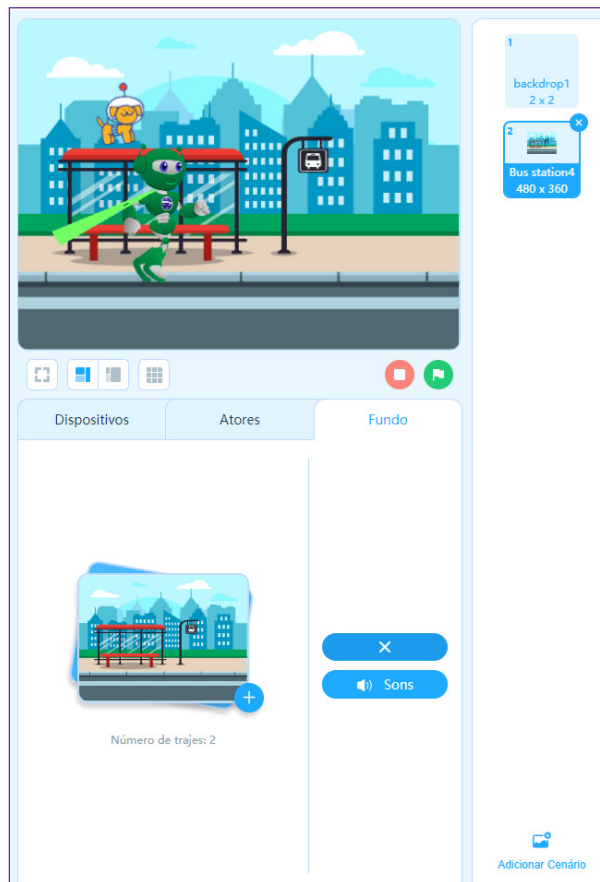 1
backdrop1
2 x 2
2
Bus station4
480 x 360
Dispositivos
Atores
Fundo
Sons
Número de trajes: 2
Adicionar Cenário